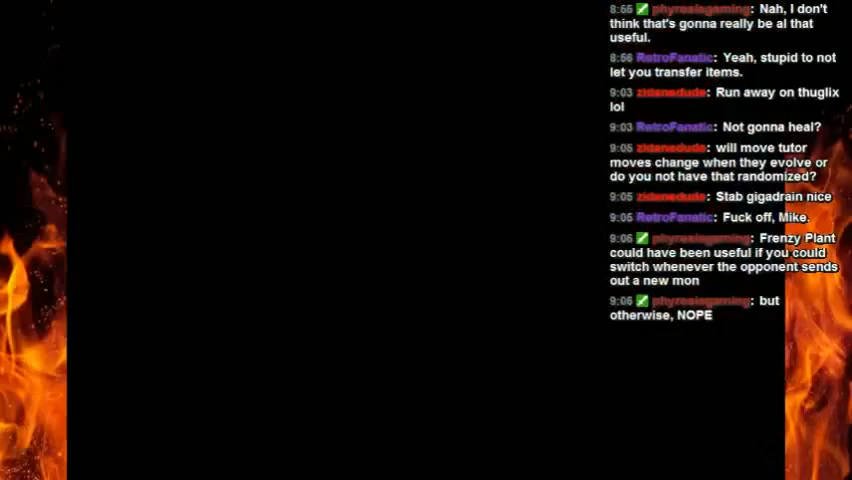 8:55 phyresisgaming: Nah, I don't
think that's gonna really be al that
useful.
8:56 RetroFanatic: Yeah, stupid to not
let you transfer items.
9:03 zidanedude: Run away on thuglix
lol
9:03 RetroFanatic: Not gonna heal?
9:05 zidanedude: will move tutor
moves change when they evolve or
do you not have that randomized?
9:05 zidanedude: Stab gigadrain nice
9:05 RetroFanatic: Fuck off, Mike.
9:06 phyresisgaming: Frenzy Plant
could have been useful if you could
switch whenever the opponent sends
out a new mon
9:06 phyresisgaming: but
otherwise, NOPE